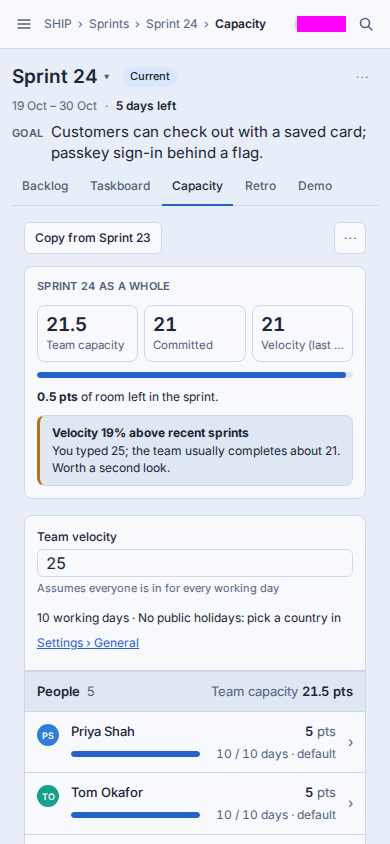 SHIP › Sprints › Sprint 24 › Capacity
Sprint 24 ▾ Current ...
19 Oct – 30 Oct · 5 days left
GOAL Customers can check out with a saved card;
passkey sign-in behind a flag.
Backlog Taskboard Capacity Retro Demo
Copy from Sprint 23 ...
SPRINT 24 AS A WHOLE
21.5 21 21
Team capacity Committed Velocity (last ...
0.5 pts of room left in the sprint.
Velocity 19% above recent sprints
You typed 25; the team usually completes about 21.
Worth a second look.
Team velocity
25
Assumes everyone is in for every working day
10 working days · No public holidays: pick a country in
Settings › General
People 5 Team capacity 21.5 pts
PS Priya Shah 5 pts
10 / 10 days · default ›
TO Tom Okafor 5 pts
10 / 10 days · default ›